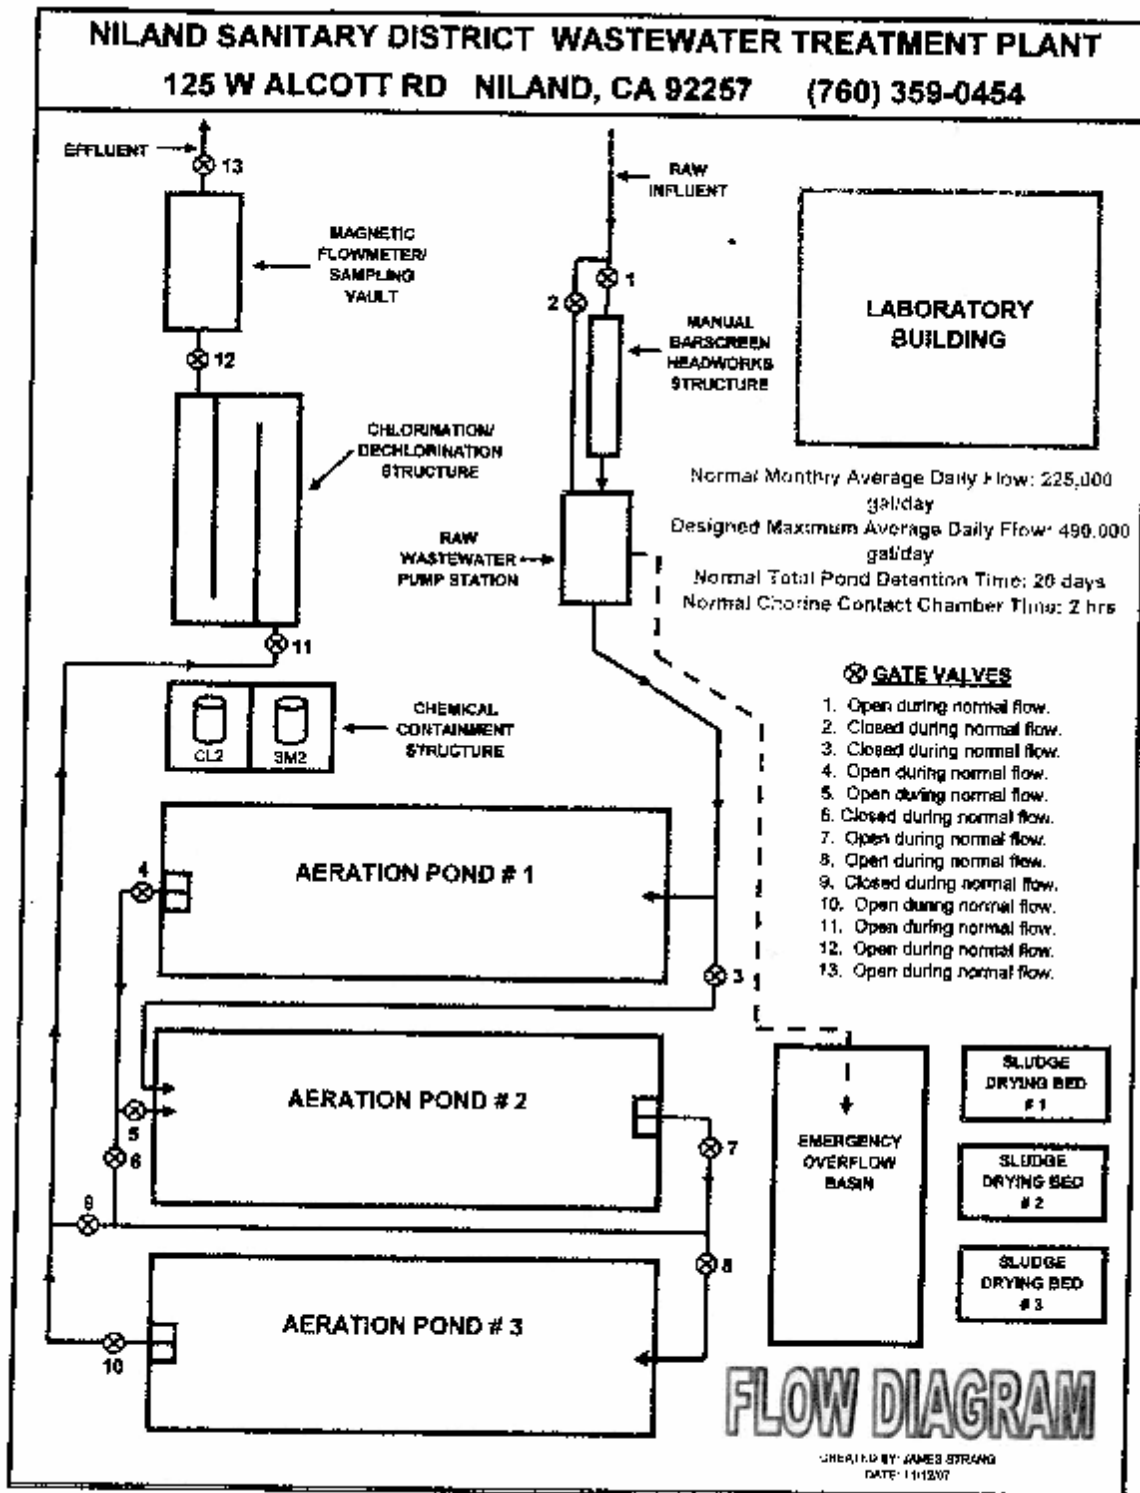 NILAND SANITARY DISTRICT WASTEWATER TREATMENT PLANT
125 W ALCOTT RD NILAND, CA 92257 (760) 359-0454
EFFLUENT
13
MAGNETIC
FLOWMETER/
SAMPLING
VAULT
12
CHLORINATION/
DECHLORINATION
STRUCTURE
11
CHEMICAL
CONTAINMENT
STRUCTURE
CL2
SM2
RAW
INFLUENT
1
2
MANUAL
BARSCREEN
HEADWORKS
STRUCTURE
RAW
WASTEWATER
PUMP STATION
LABORATORY
BUILDING
Normal Monthly Average Daily Flow: 225,000
gal/day
Designed Maximum Average Daily Flow: 490,000
gal/day
Normal Total Pond Detention Time: 20 days
Normal Chorine Contact Chamber Time: 2 hrs
GATE VALVES
1. Open during normal flow.
2. Closed during normal flow.
3. Closed during normal flow.
4. Open during normal flow.
5. Open during normal flow.
6. Closed during normal flow.
7. Open during normal flow.
8. Open during normal flow.
9. Closed during normal flow.
10. Open during normal flow.
11. Open during normal flow.
12. Open during normal flow.
13. Open during normal flow.
AERATION POND # 1
4
3
AERATION POND # 2
5
6
7
9
8
AERATION POND # 3
10
EMERGENCY
OVERFLOW
BASIN
SLUDGE
DRYING BED
# 1
SLUDGE
DRYING BED
# 2
SLUDGE
DRYING BED
# 3
FLOW DIAGRAM
CREATED BY: JAMES STRANG
DATE: 11/12/07